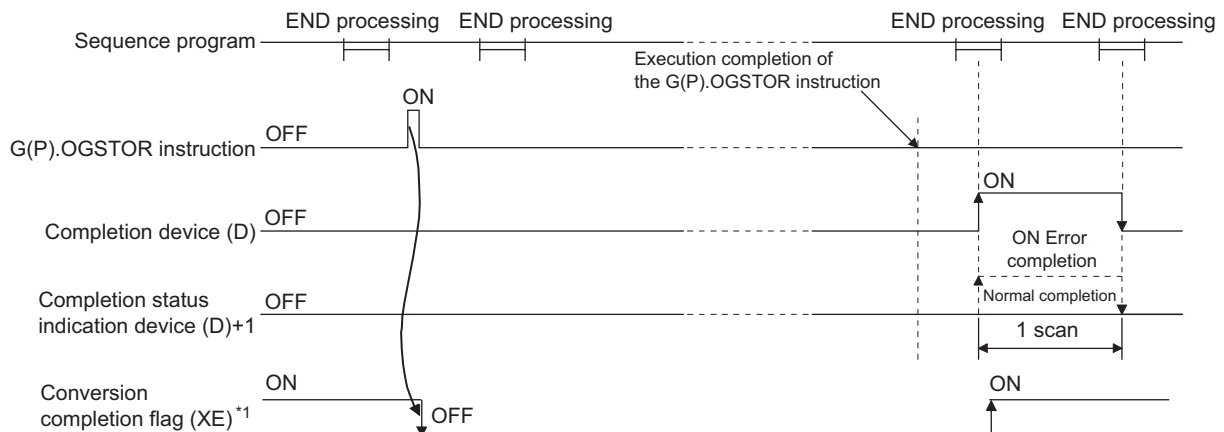 END processing
END processing
END processing
END processing
Sequence program
Execution completion of
the G(P).OGSTOR instruction
ON
OFF
G(P).OGSTOR instruction
ON
OFF
Completion device (D)
ON Error
completion
Completion status
indication device (D)+1
OFF
Normal completion
1 scan
ON
ON
Conversion
completion flag (XE)*1
OFF